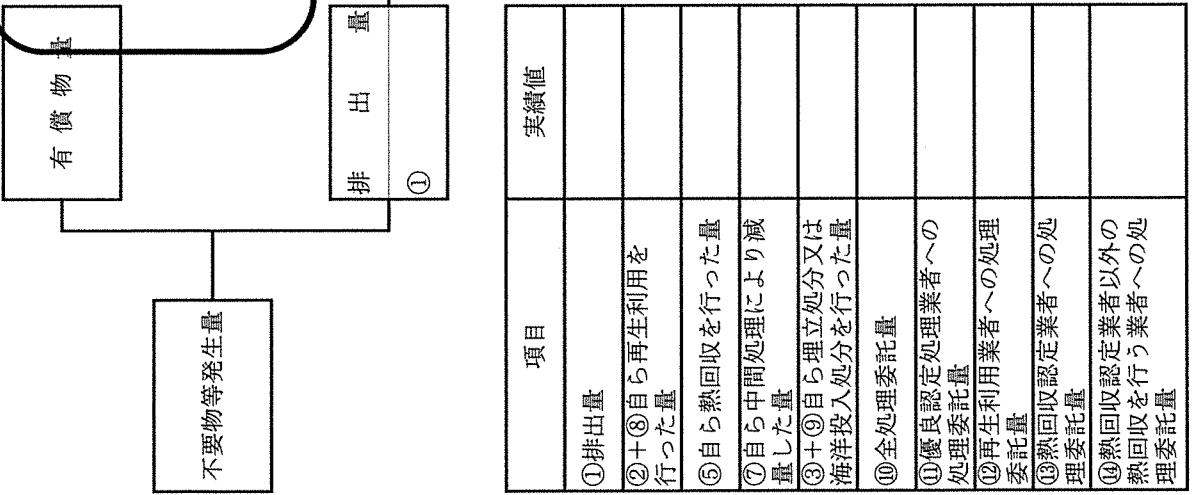 不要物等発生量
有償物量
排出量
①
項目
実績値
①排出量
②+⑧自ら再生利用を
行った量
⑤自ら熱回収を行った量
⑦自ら中間処理により減
量した量
③+⑨自ら埋立処分又は
海洋投入処分を行った量
⑩全処理委託量
⑪優良認定処理業者への
処理委託量
⑫再生利用業者への処理
委託量
⑬熱回収認定業者への処
理委託量
⑭熱回収認定業者以外の
熱回収を行う業者への処
理委託量